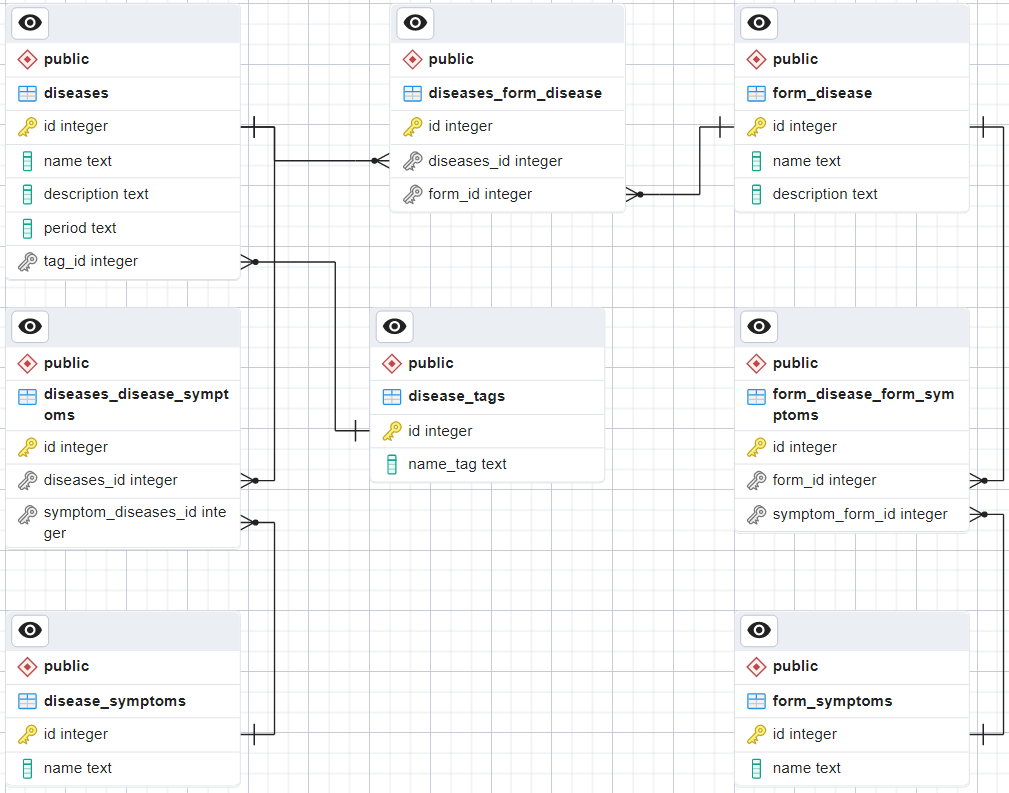 public
diseases
id integer
name text
description text
period text
tag_id integer
public
diseases_form_disease
id integer
diseases_id integer
form_id integer
public
form_disease
id integer
name text
description text
public
diseases_disease_sympt
oms
id integer
diseases_id integer
symptom_diseases_id inte
ger
public
disease_tags
id integer
name_tag text
public
form_disease_form_sym
ptoms
id integer
form_id integer
symptom_form_id integer
public
disease_symptoms
id integer
name text
public
form_symptoms
id integer
name text